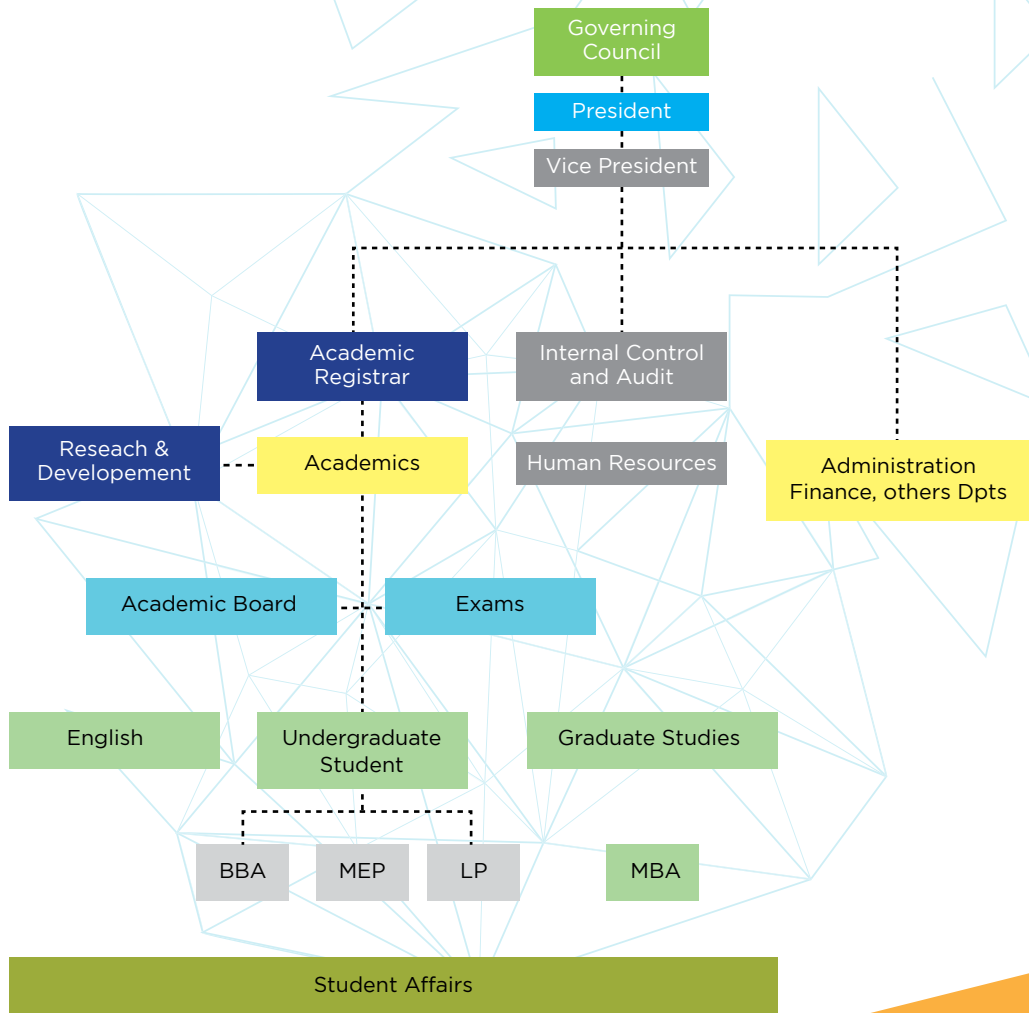 Governing
Council
President
Vice President
Academic
Registrar
Internal Control
and Audit
Reseach &
Developement
Academics
Human Resources
Administration
Finance, others Dpts
Academic Board
Exams
English
Undergraduate
Student
Graduate Studies
BBA
MEP
LP
MBA
Student Affairs